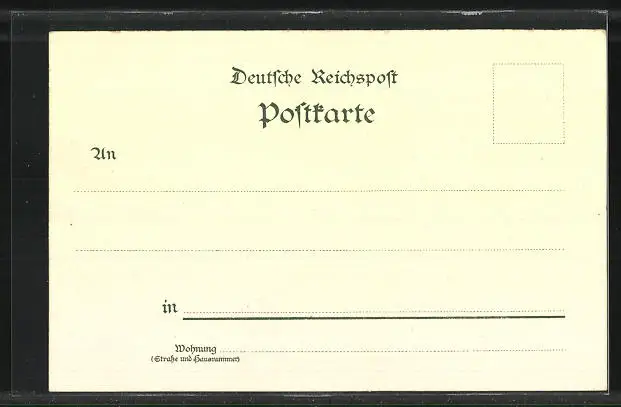 Deutſche Reichspoſt
Poſtkarte
An
in
Wohnung
(Straße und Hausnummer)